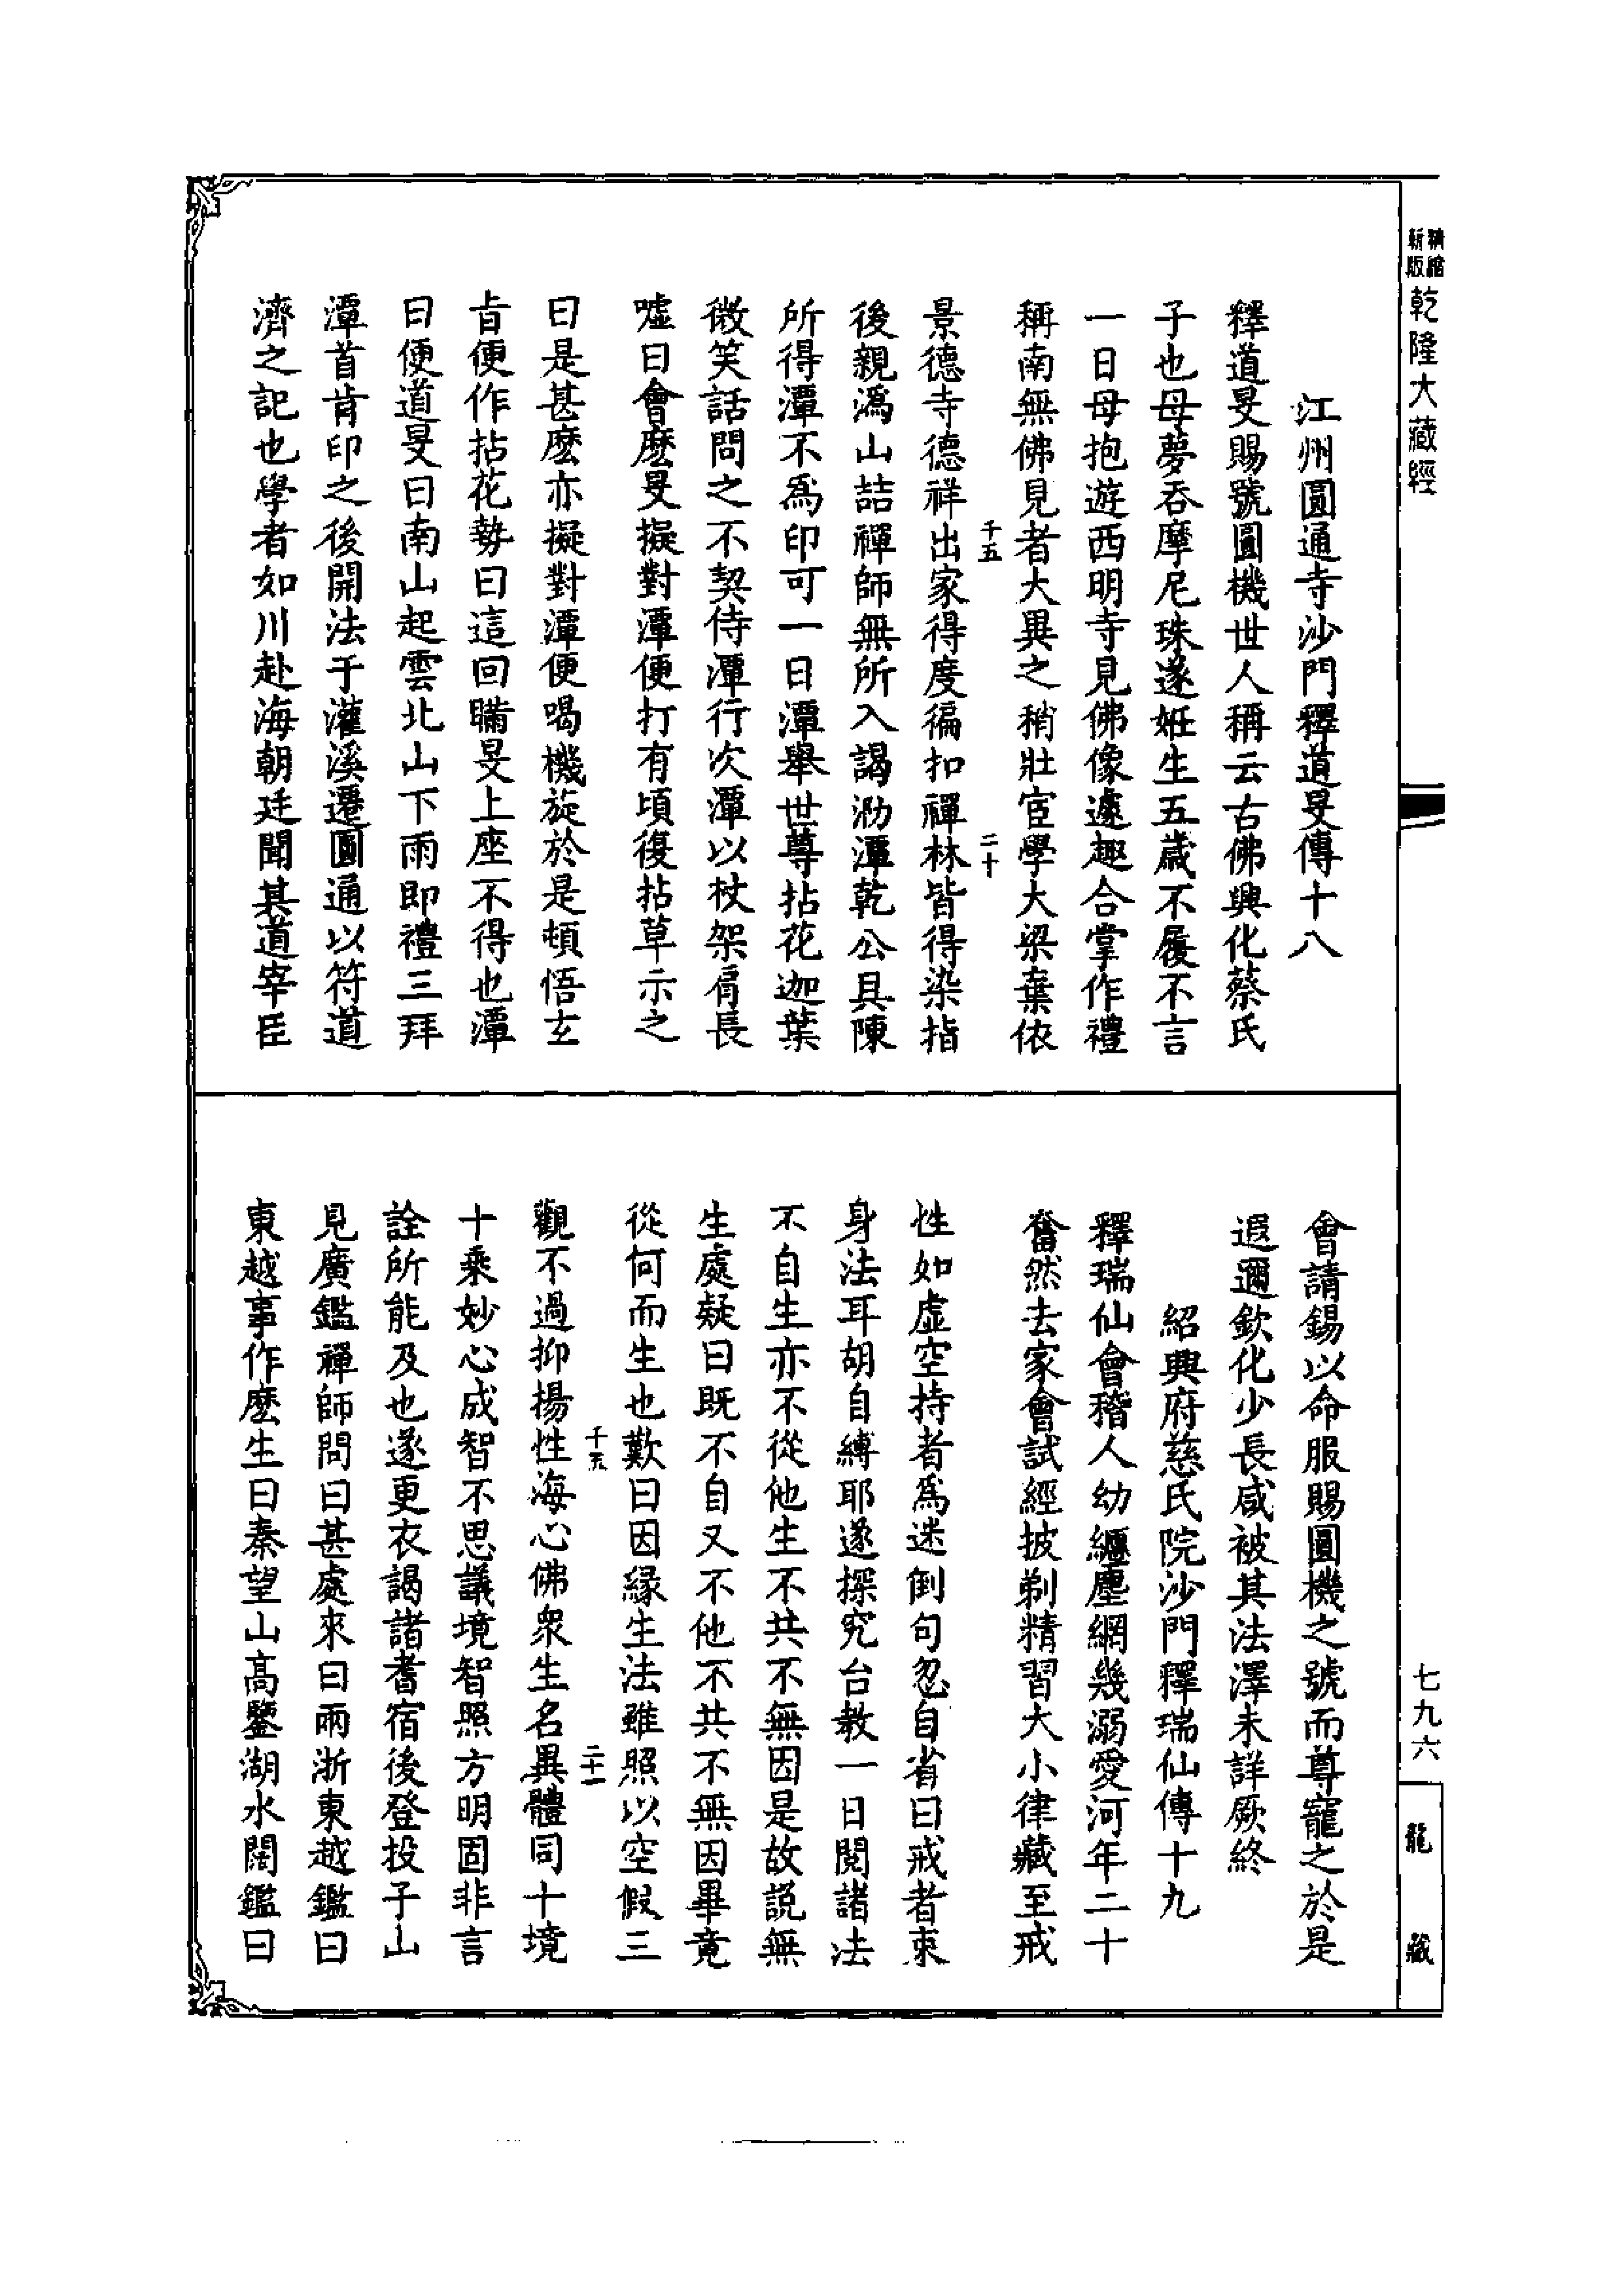 精縮
新版
乾隆大藏經
江州圓通寺沙門釋道旻傳十八
釋道旻賜號圓機世人稱云古佛興化蔡氏
子也母夢吞摩尼珠遂姙生五歲不履不言
一日母抱遊西明寺見佛像遽趣合掌作禮
稱南無佛見者大異之稍壯宦學大梁棄依
千五
二十
景德寺德祥出家得度徧扣禪林皆得染指
後親溈山喆禪師無所入謁泐潭乾公具陳
所得潭不爲印可一日潭舉世尊拈花迦葉
微笑話問之不契侍潭行次潭以杖架肩長
噓曰會麽旻擬對潭便打有頃復拈草示之
曰是甚麽亦擬對潭便喝機旋於是頓悟玄
旨便作拈花勢曰這回瞞旻上座不得也潭
曰便道旻曰南山起雲北山下雨即禮三拜
潭首肯印之後開法于灌溪遷圓通以符道
濟之記也學者如川赴海朝廷聞其道宰臣
會請錫以命服賜圓機之號而尊寵之於是
遐邇欽化少長咸被其法澤未詳厥終
紹興府慈氏院沙門釋瑞仙傳十九
釋瑞仙會稽人幼纏塵網幾溺愛河年二十
奮然去家會試經披剃精習大小律藏至戒
性如虛空持者爲迷倒句忽自省曰戒者束
身法耳胡自縛耶遂探究台教一日閱諸法
不自生亦不從他生不共不無因是故說無
生處疑曰既不自又不他不共不無因畢竟
從何而生也歎曰因緣生法雖照以空假三
千五
二十一
觀不過抑揚性海心佛眾生名異體同十境
十乘妙心成智不思議境智照方明固非言
詮所能及也遂更衣謁諸耆宿後登投子山
見廣鑑禪師問曰甚處來曰兩浙東越鑑曰
東越事作麽生曰秦望山高鑒湖水闊鑑曰
七九六
龍藏